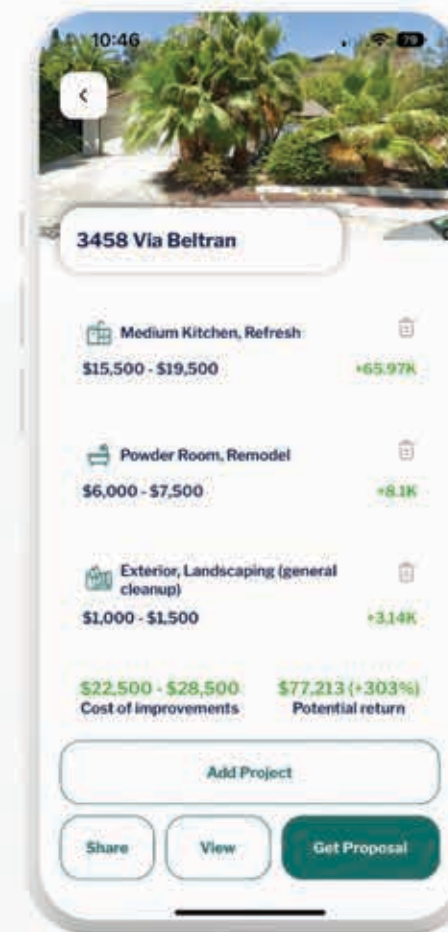 10:46
79
3458 Via Beltran
Medium Kitchen, Refresh
$15,500 - $19,500
+65.97K
Powder Room, Remodel
$6,000 - $7,500
+8.1K
Exterior, Landscaping (general
cleanup)
$1,000 - $1,500
+3.14K
$22,500 - $28,500
$77,213 (+303%)
Cost of improvements
Potential return
Add Project
Share
View
Get Proposal